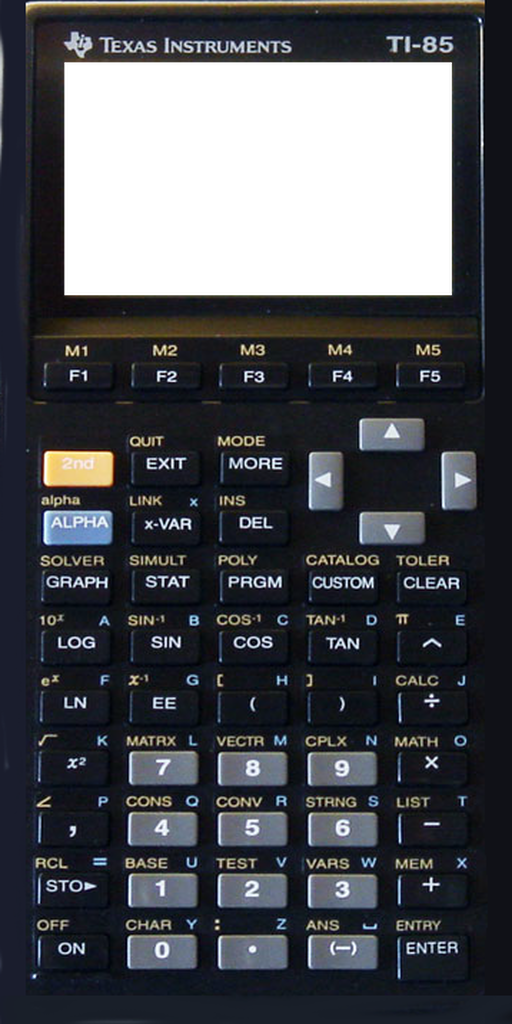 TEXAS INSTRUMENTS TI-85
M1 M2 M3 M4 M5
F1 F2 F3 F4 F5
QUIT MODE
2nd EXIT MORE
alpha LINK x INS
ALPHA x-VAR DEL
SOLVER SIMULT POLY CATALOG TOLER
GRAPH STAT PRGM CUSTOM CLEAR
10ˣ A SIN⁻¹ B COS⁻¹ C TAN⁻¹ D π E
LOG SIN COS TAN ^
eˣ F x⁻¹ G [ H ] I CALC J
LN EE ( ) ÷
√ K MATRX L VECTR M CPLX N MATH O
x² 7 8 9 ×
∠ P CONS Q CONV R STRNG S LIST T
, 4 5 6 −
RCL = BASE U TEST V VARS W MEM X
STO► 1 2 3 +
OFF CHAR Y : Z ANS ⎵ ENTRY
ON 0 . (−) ENTER